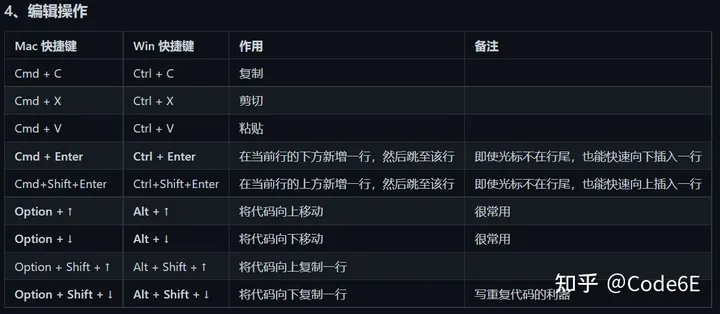 4、编辑操作
Mac 快捷键 Win 快捷键 作用 备注
Cmd + C Ctrl + C 复制
Cmd + X Ctrl + X 剪切
Cmd + V Ctrl + V 粘贴
Cmd + Enter Ctrl + Enter 在当前行的下方新增一行，然后跳至该行 即使光标不在行尾，也能快速向下插入一行
Cmd+Shift+Enter Ctrl+Shift+Enter 在当前行的上方新增一行，然后跳至该行 即使光标不在行尾，也能快速向上插入一行
Option + ↑ Alt + ↑ 将代码向上移动 很常用
Option + ↓ Alt + ↓ 将代码向下移动 很常用
Option + Shift + ↑ Alt + Shift + ↑ 将代码向上复制一行
Option + Shift + ↓ Alt + Shift + ↓ 将代码向下复制一行 写重复代码的利器
知乎 @Code6E